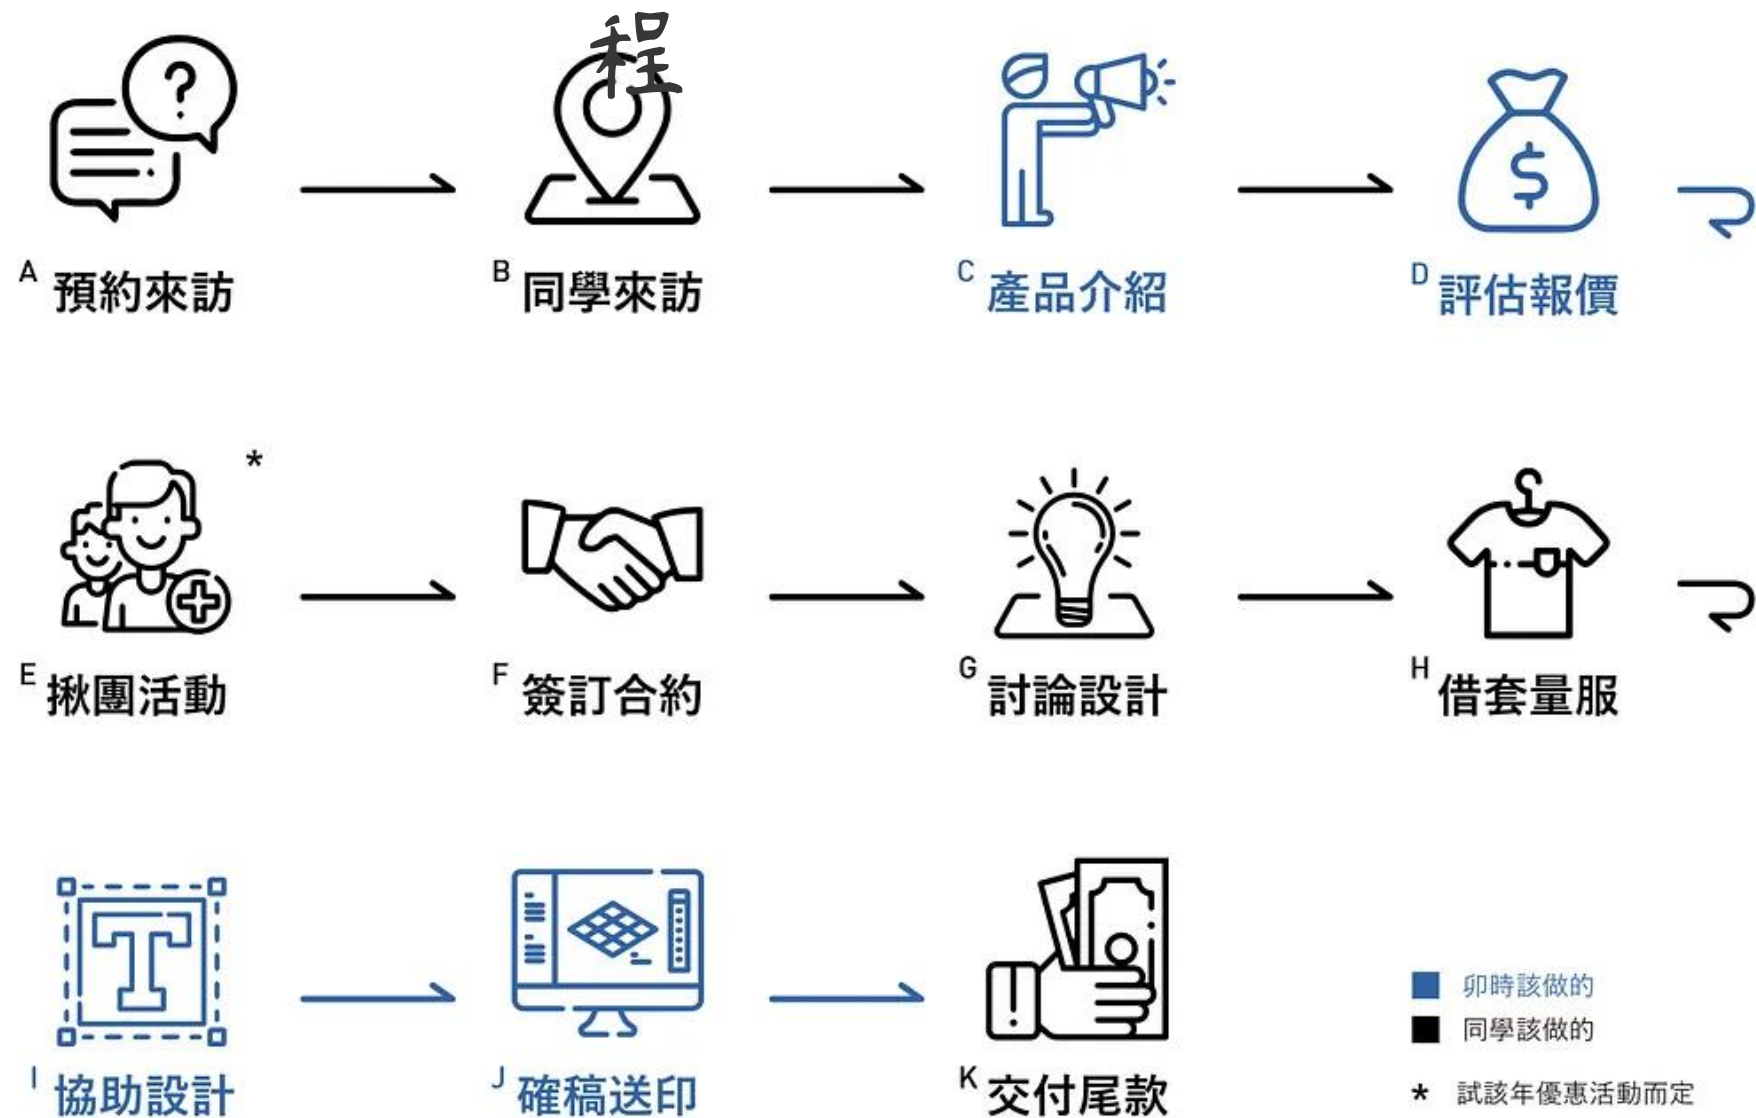 程
?
$
A 預約來訪
B 同學來訪
C 產品介紹
D 評估報價
*
T
E 揪團活動
F 簽訂合約
G 討論設計
H 借套量服
I 協助設計
J 確稿送印
K 交付尾款
卯時該做的
同學該做的
* 試該年優惠活動而定